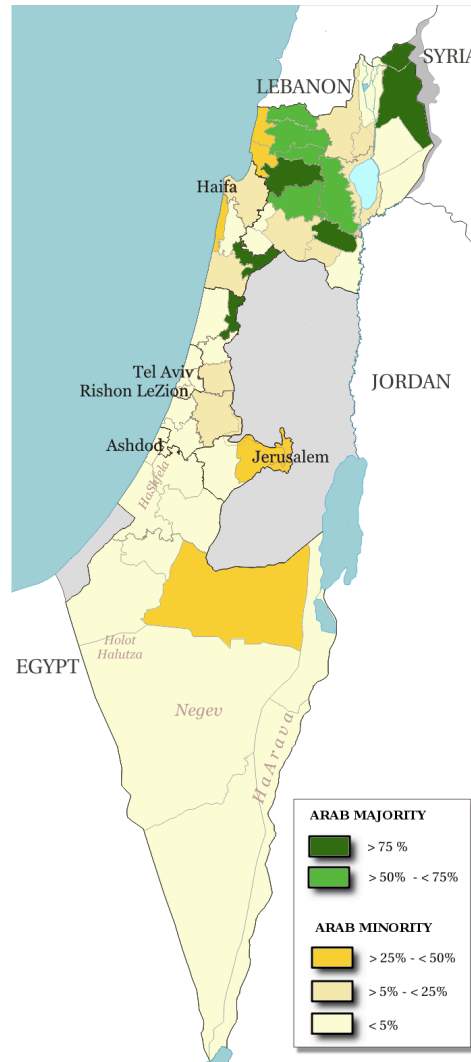 SYRIA
LEBANON
Haifa
Tel Aviv
Rishon LeZion
JORDAN
Ashdod
Jerusalem
HaShfela
Holot
Halutza
EGYPT
Negev
HaArava
ARAB MAJORITY
> 75 %
> 50% - < 75%
ARAB MINORITY
> 25% - < 50%
> 5% - < 25%
< 5%